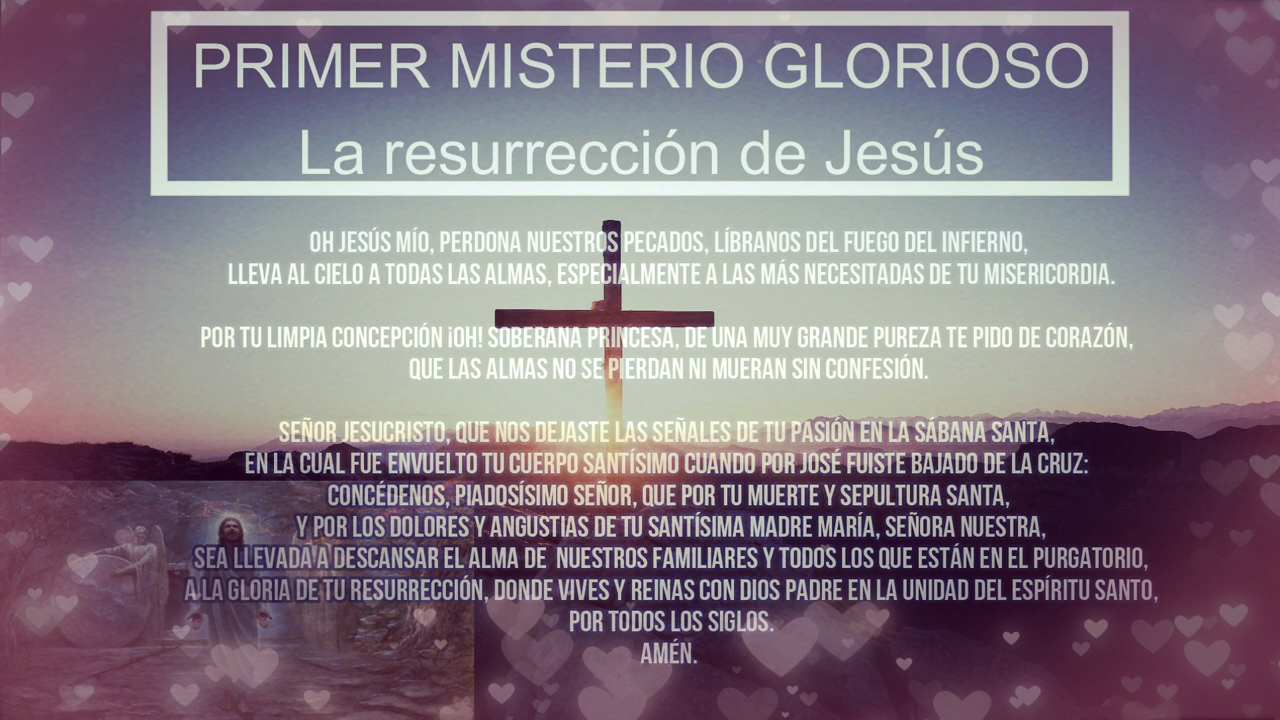 PRIMER MISTERIO GLORIOSO
La resurrección de Jesús
OH JESÚS MÍO, PERDONA NUESTROS PECADOS, LÍBRANOS DEL FUEGO DEL INFIERNO,
LLEVA AL CIELO A TODAS LAS ALMAS, ESPECIALMENTE A LAS MÁS NECESITADAS DE TU MISERICORDIA.
POR TU LIMPIA CONCEPCIÓN ¡OH! SOBERANA PRINCESA, DE UNA MUY GRANDE PUREZA TE PIDO DE CORAZÓN,
QUE LAS ALMAS NO SE PIERDAN NI MUERAN SIN CONFESIÓN.
SEÑOR JESUCRISTO, QUE NOS DEJASTE LAS SEÑALES DE TU PASIÓN EN LA SÁBANA SANTA,
EN LA CUAL FUE ENVUELTO TU CUERPO SANTÍSIMO CUANDO POR JOSÉ FUISTE BAJADO DE LA CRUZ:
CONCÉDENOS, PIADOSÍSIMO SEÑOR, QUE POR TU MUERTE Y SEPULTURA SANTA,
Y POR LOS DOLORES Y ANGUSTIAS DE TU SANTÍSIMA MADRE MARÍA, SEÑORA NUESTRA,
SEA LLEVADA A DESCANSAR EL ALMA DE NUESTROS FAMILIARES Y TODOS LOS QUE ESTÁN EN EL PURGATORIO,
A LA GLORIA DE TU RESURRECCIÓN, DONDE VIVES Y REINAS CON DIOS PADRE EN LA UNIDAD DEL ESPÍRITU SANTO,
POR TODOS LOS SIGLOS.
AMÉN.